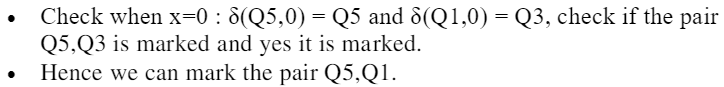 • Check when x=0 : δ(Q5,0) = Q5 and δ(Q1,0) = Q3, check if the pair
Q5,Q3 is marked and yes it is marked.
• Hence we can mark the pair Q5,Q1.